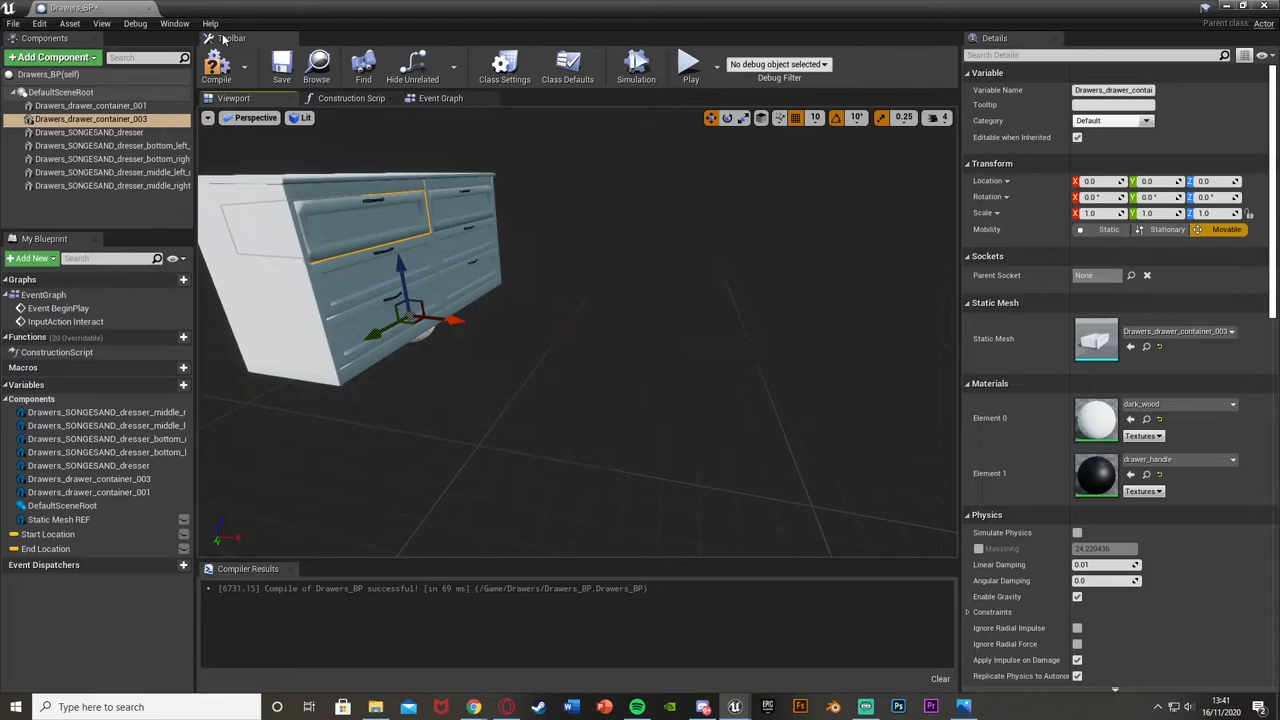 Drawers_BP*
File Edit Asset View Debug Window Help
Parent class: Actor
Components
Toolbar
Details
+Add Component
Search
Compile
Save
Browse
Find
Hide Unrelated
Class Settings
Class Defaults
Simulation
Play
No debug object selected
Debug Filter
Search Details
Drawers_BP(self)
DefaultSceneRoot
Drawers_drawer_container_001
Drawers_drawer_container_003
Drawers_SONGESAND_dresser
Drawers_SONGESAND_dresser_bottom_left_
Drawers_SONGESAND_dresser_bottom_right
Drawers_SONGESAND_dresser_middle_left_
Drawers_SONGESAND_dresser_middle_right
Viewport
Construction Scrip
Event Graph
Perspective
Lit
10
10°
0.25
4
Variable
Variable Name
Drawers_drawer_contai
Tooltip
Category
Default
Editable when Inherited
Transform
Location
X 0.0 Y 0.0 Z 0.0
Rotation
X 0.0 ° Y 0.0 ° Z 0.0 °
Scale
X 1.0 Y 1.0 Z 1.0
Mobility
Static
Stationary
Movable
Sockets
Parent Socket
None
Static Mesh
Static Mesh
Drawers_drawer_container_003
Materials
Element 0
dark_wood
Textures
Element 1
drawer_handle
Textures
Physics
Simulate Physics
MassInKg
24.220436
Linear Damping
0.01
Angular Damping
0.0
Enable Gravity
Constraints
Ignore Radial Impulse
Ignore Radial Force
Apply Impulse on Damage
Replicate Physics to Autonor
My Blueprint
+Add New
Search
Graphs
EventGraph
Event BeginPlay
InputAction Interact
Functions (20 Overridable)
ConstructionScript
Macros
Variables
Components
Drawers_SONGESAND_dresser_middle_r
Drawers_SONGESAND_dresser_middle_l
Drawers_SONGESAND_dresser_bottom_r
Drawers_SONGESAND_dresser_bottom_l
Drawers_SONGESAND_dresser
Drawers_drawer_container_003
Drawers_drawer_container_001
DefaultSceneRoot
Static Mesh REF
Start Location
End Location
Event Dispatchers
Compiler Results
[6731.15] Compile of Drawers_BP successful! [in 69 ms] (/Game/Drawers/Drawers_BP.Drawers_BP)
Clear
Type here to search
13:41
16/11/2020